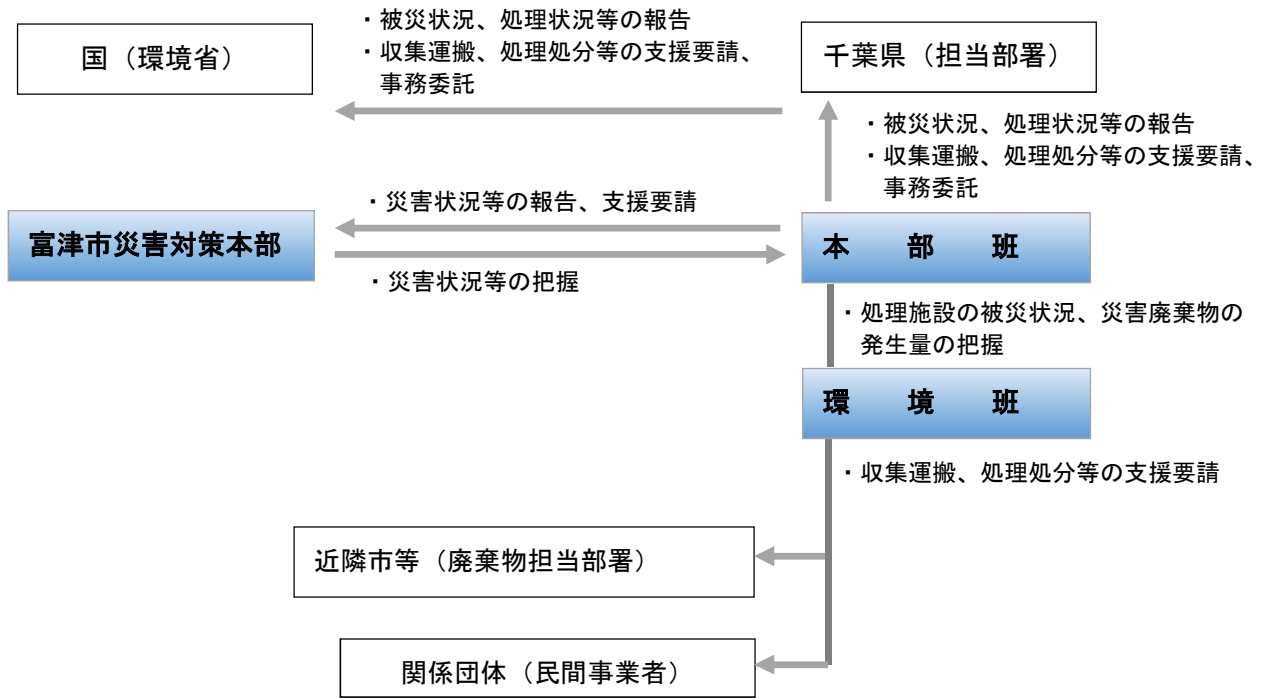 ・被災状況、処理状況等の報告
・収集運搬、処理処分等の支援要請、
事務委託
国（環境省）
千葉県（担当部署）
・被災状況、処理状況等の報告
・収集運搬、処理処分等の支援要請、
事務委託
・災害状況等の報告、支援要請
富津市災害対策本部
本　部　班
・災害状況等の把握
・処理施設の被災状況、災害廃棄物の
発生量の把握
環　境　班
・収集運搬、処理処分等の支援要請
近隣市等（廃棄物担当部署）
関係団体（民間事業者）